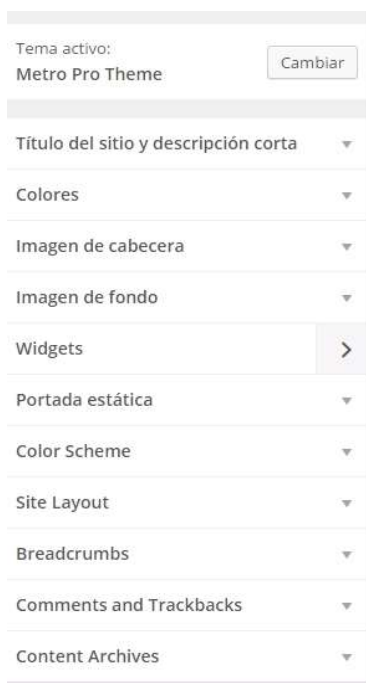 Tema activo:
Metro Pro Theme
Cambiar
Título del sitio y descripción corta
Colores
Imagen de cabecera
Imagen de fondo
Widgets
Portada estática
Color Scheme
Site Layout
Breadcrumbs
Comments and Trackbacks
Content Archives